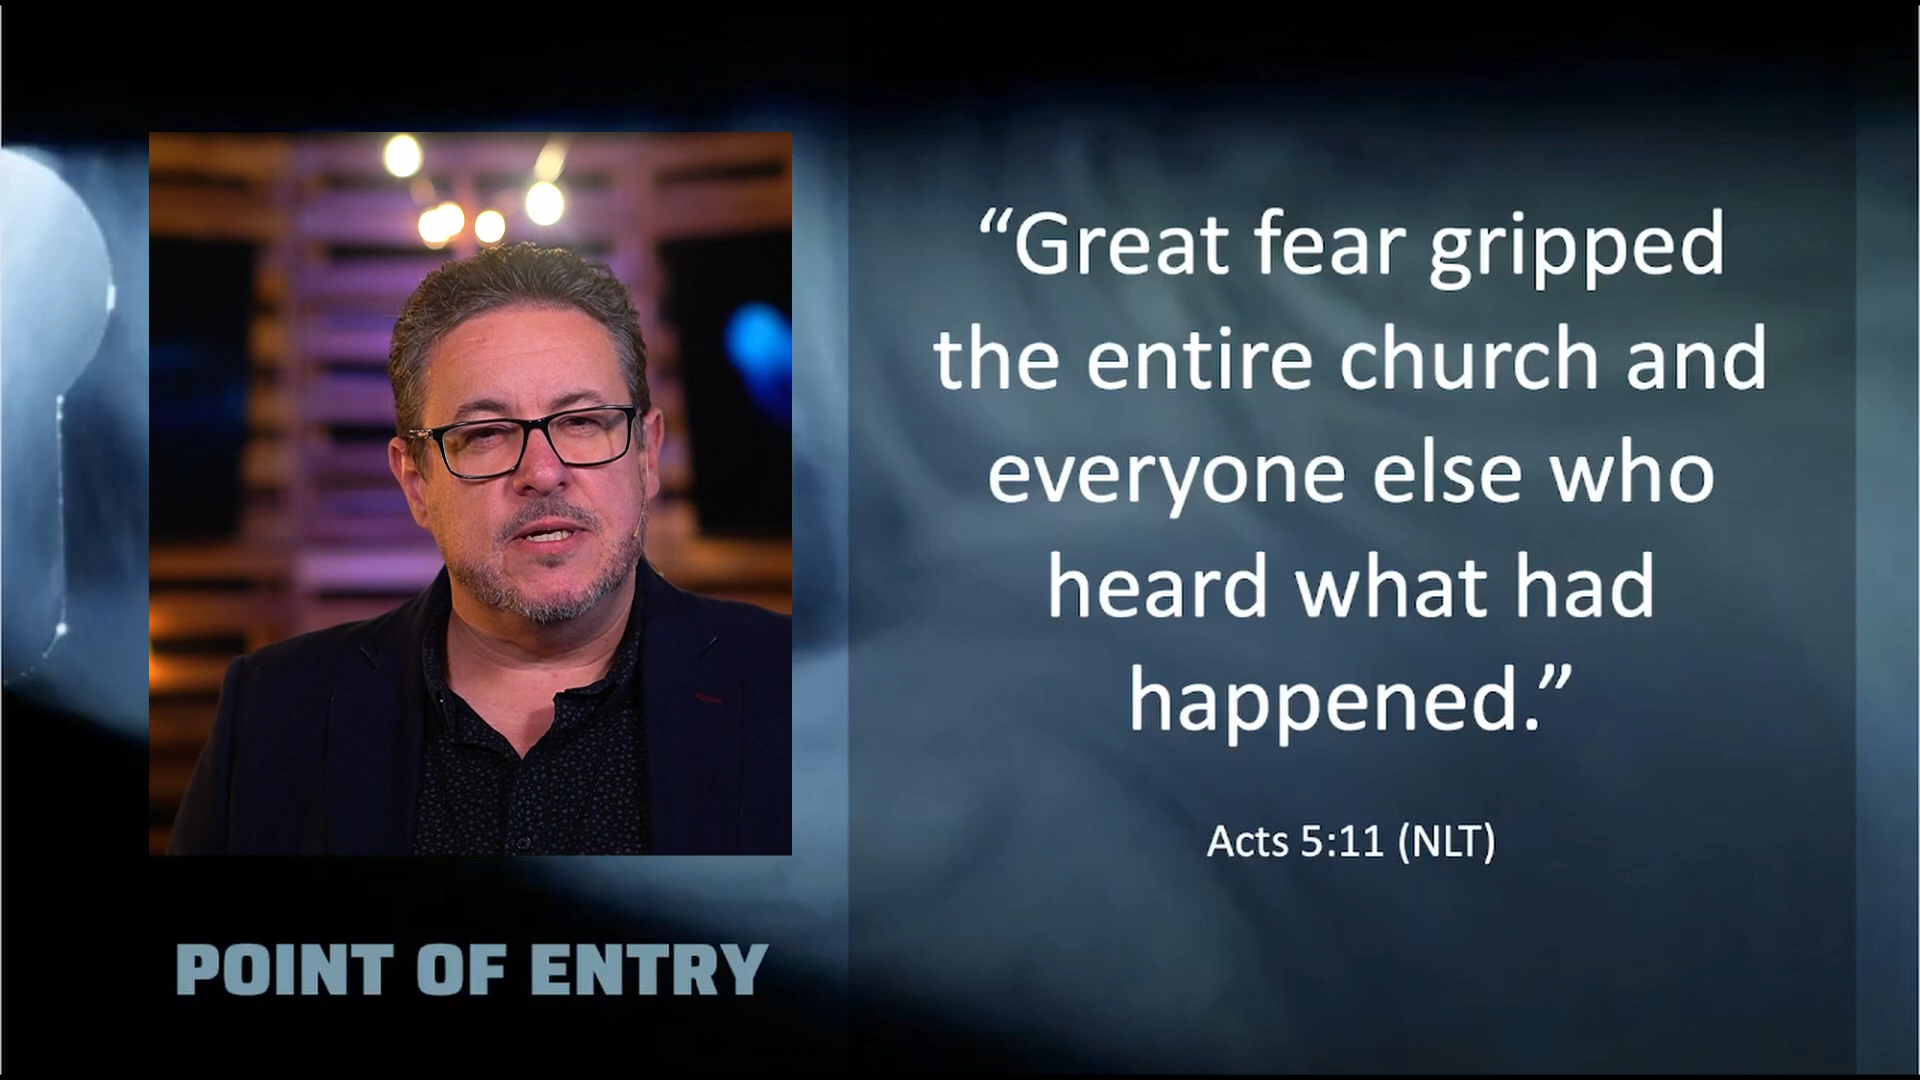 “Great fear gripped
the entire church and
everyone else who
heard what had
happened.”
Acts 5:11 (NLT)
POINT OF ENTRY